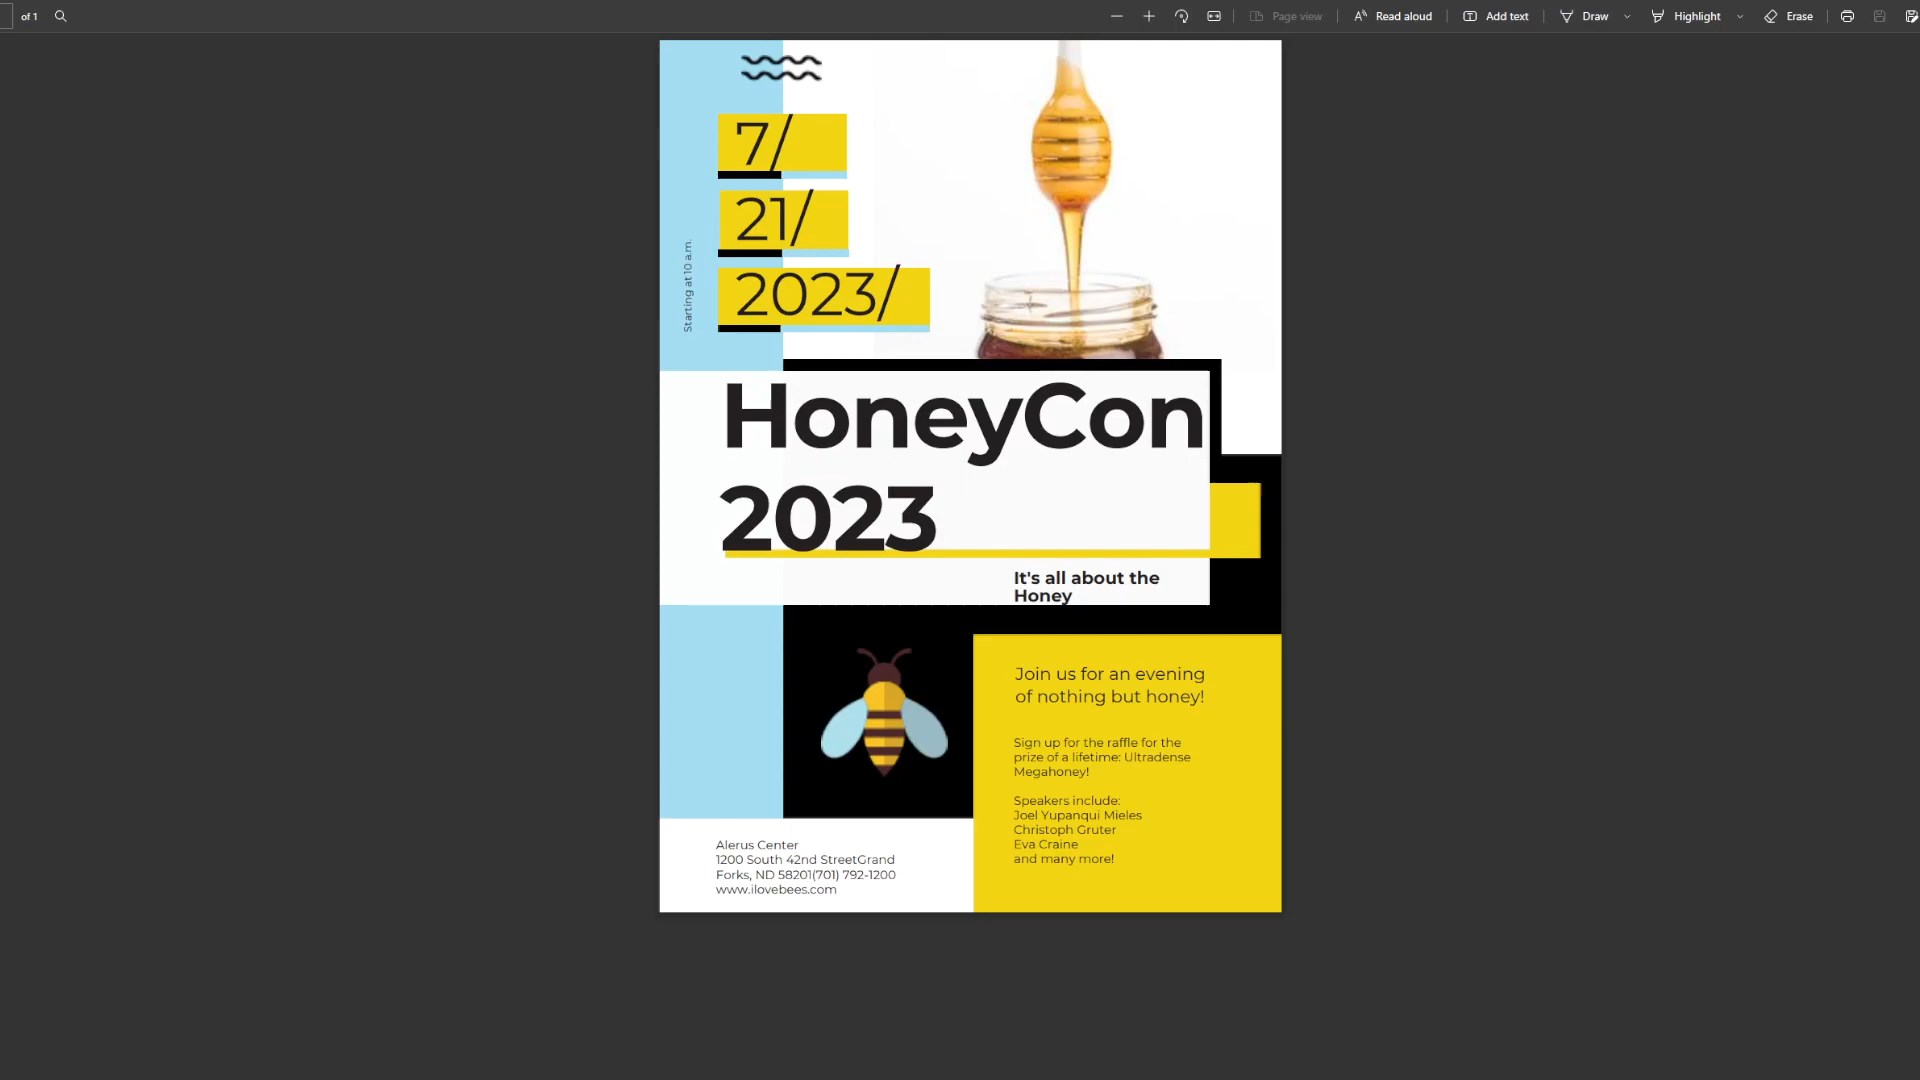 of 1
Page view
Read aloud
Add text
Draw
Highlight
Erase
7/
21/
2023/
Starting at 10 a.m.
HoneyCon
2023
It's all about the
Honey
Join us for an evening
of nothing but honey!
Sign up for the raffle for the
prize of a lifetime: Ultradense
Megahoney!
Speakers include:
Joel Yupanqui Mieles
Christoph Gruter
Eva Craine
and many more!
Alerus Center
1200 South 42nd StreetGrand
Forks, ND 58201(701) 792-1200
www.ilovebees.com